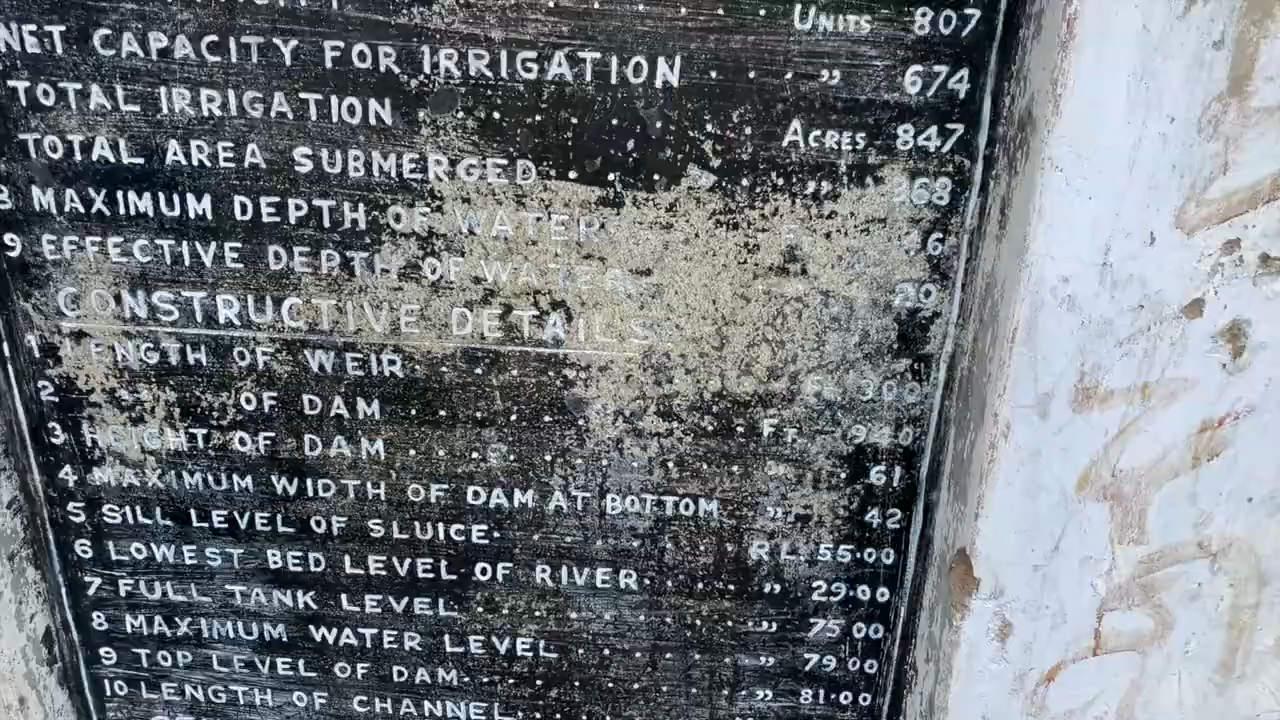 UNITS 807
NET CAPACITY FOR IRRIGATION . . . " 674
TOTAL IRRIGATION . . . . . . ACRES 847
TOTAL AREA SUBMERGED . . . "
MAXIMUM DEPTH OF WATER
9 EFFECTIVE DEPTH OF WATER
CONSTRUCTIVE DETAILS
1 LENGTH OF WEIR . . . . . FT
2 OF DAM . . . . . . FT
3 HEIGHT OF DAM . . . . . . " 61
4 MAXIMUM WIDTH OF DAM AT BOTTOM " 42
5 SILL LEVEL OF SLUICE . . . . R L. 55·00
6 LOWEST BED LEVEL OF RIVER . . . . " 29·00
7 FULL TANK LEVEL . . . . . . . " 75·00
8 MAXIMUM WATER LEVEL . . . . . " 79·00
9 TOP LEVEL OF DAM . . . . . . " 81·00
10 LENGTH OF CHANNEL . . .